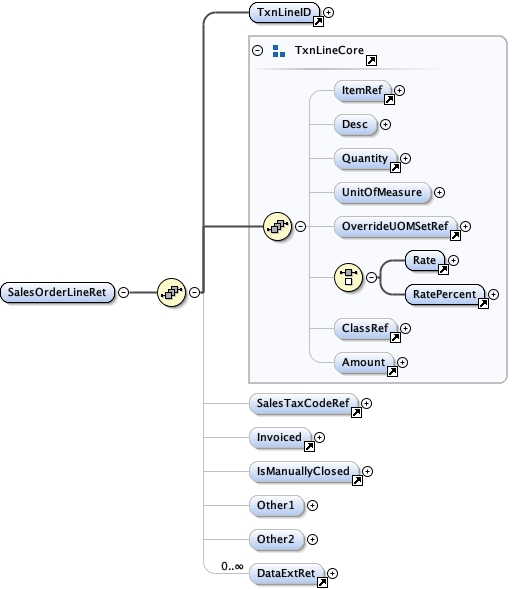 TxnLineID
TxnLineCore
ItemRef
Desc
Quantity
UnitOfMeasure
OverrideUOMSetRef
Rate
RatePercent
ClassRef
Amount
SalesOrderLineRet
SalesTaxCodeRef
Invoiced
IsManuallyClosed
Other1
Other2
0..∞
DataExtRet